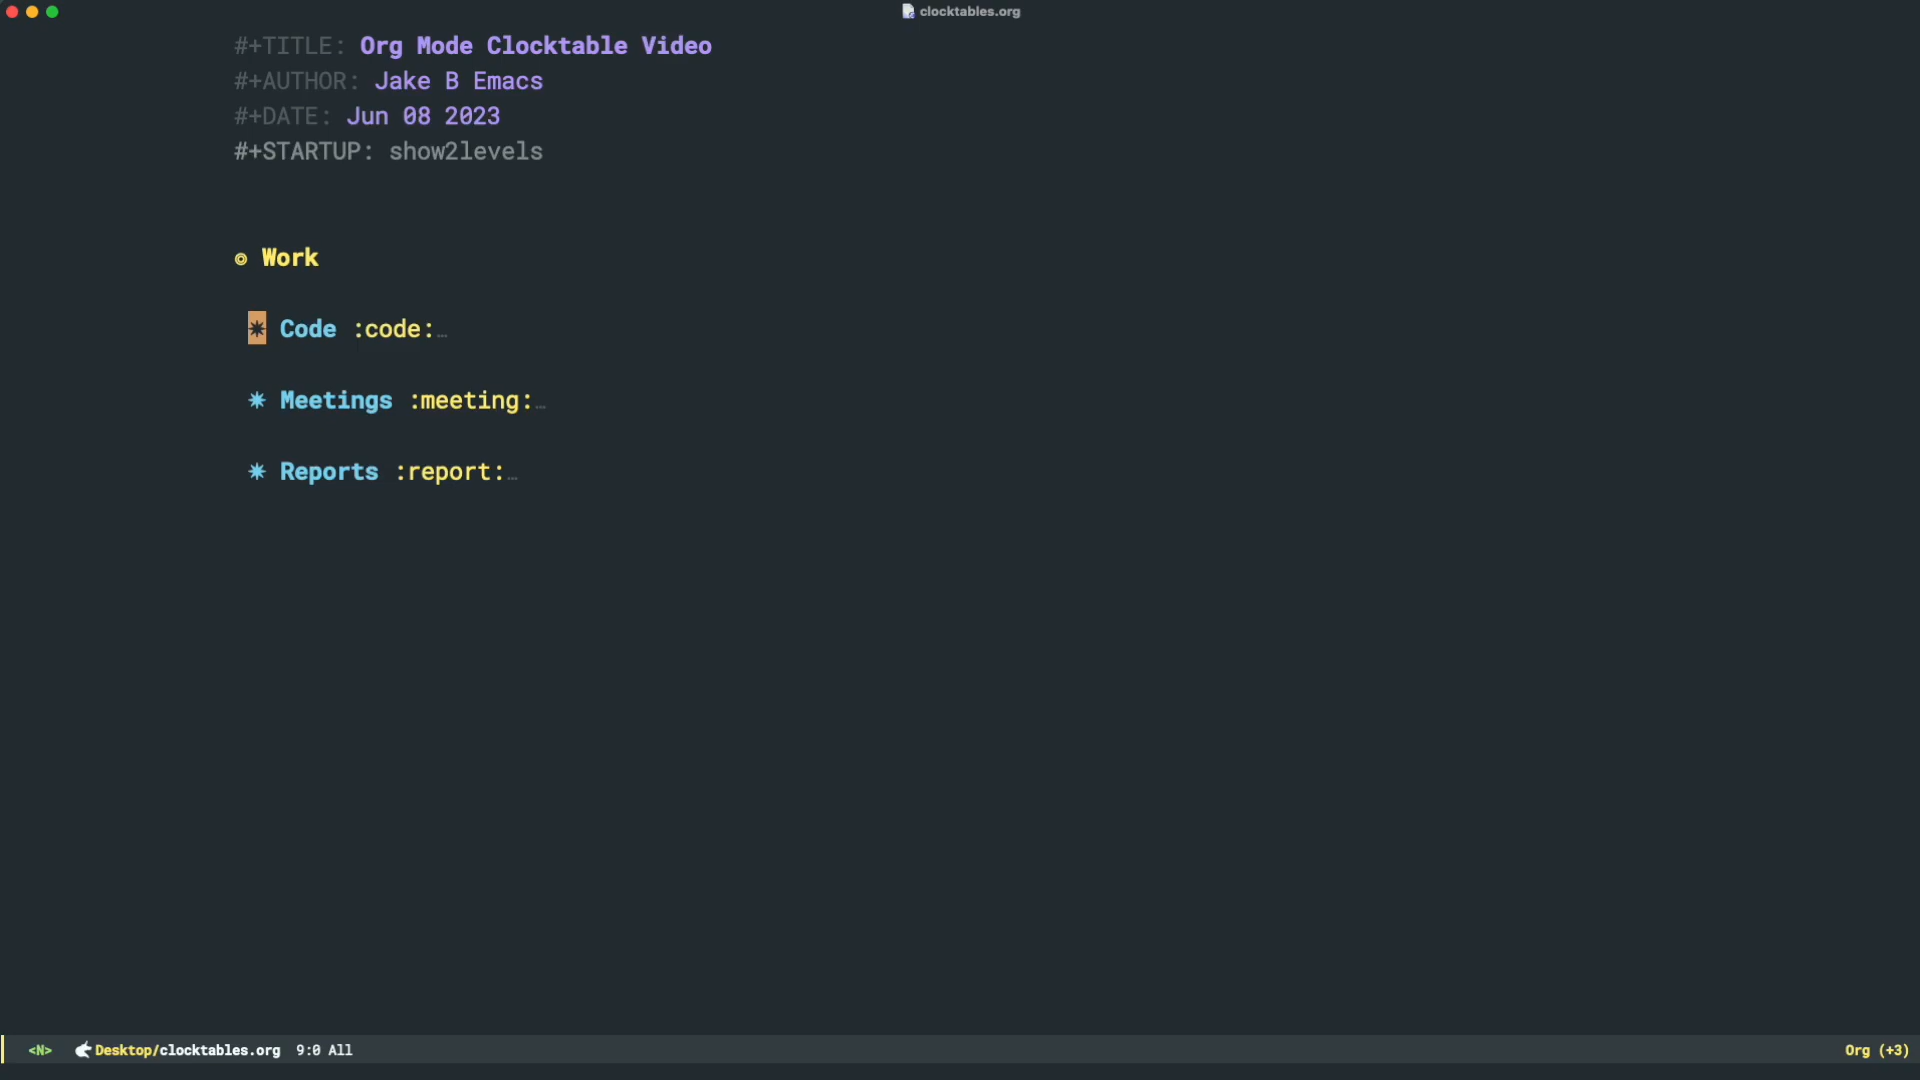 clocktables.org
#+TITLE: Org Mode Clocktable Video
#+AUTHOR: Jake B Emacs
#+DATE: Jun 08 2023
#+STARTUP: show2levels
Work
Code :code:…
Meetings :meeting:…
Reports :report:…
<N> Desktop/clocktables.org 9:0 All Org (+3)